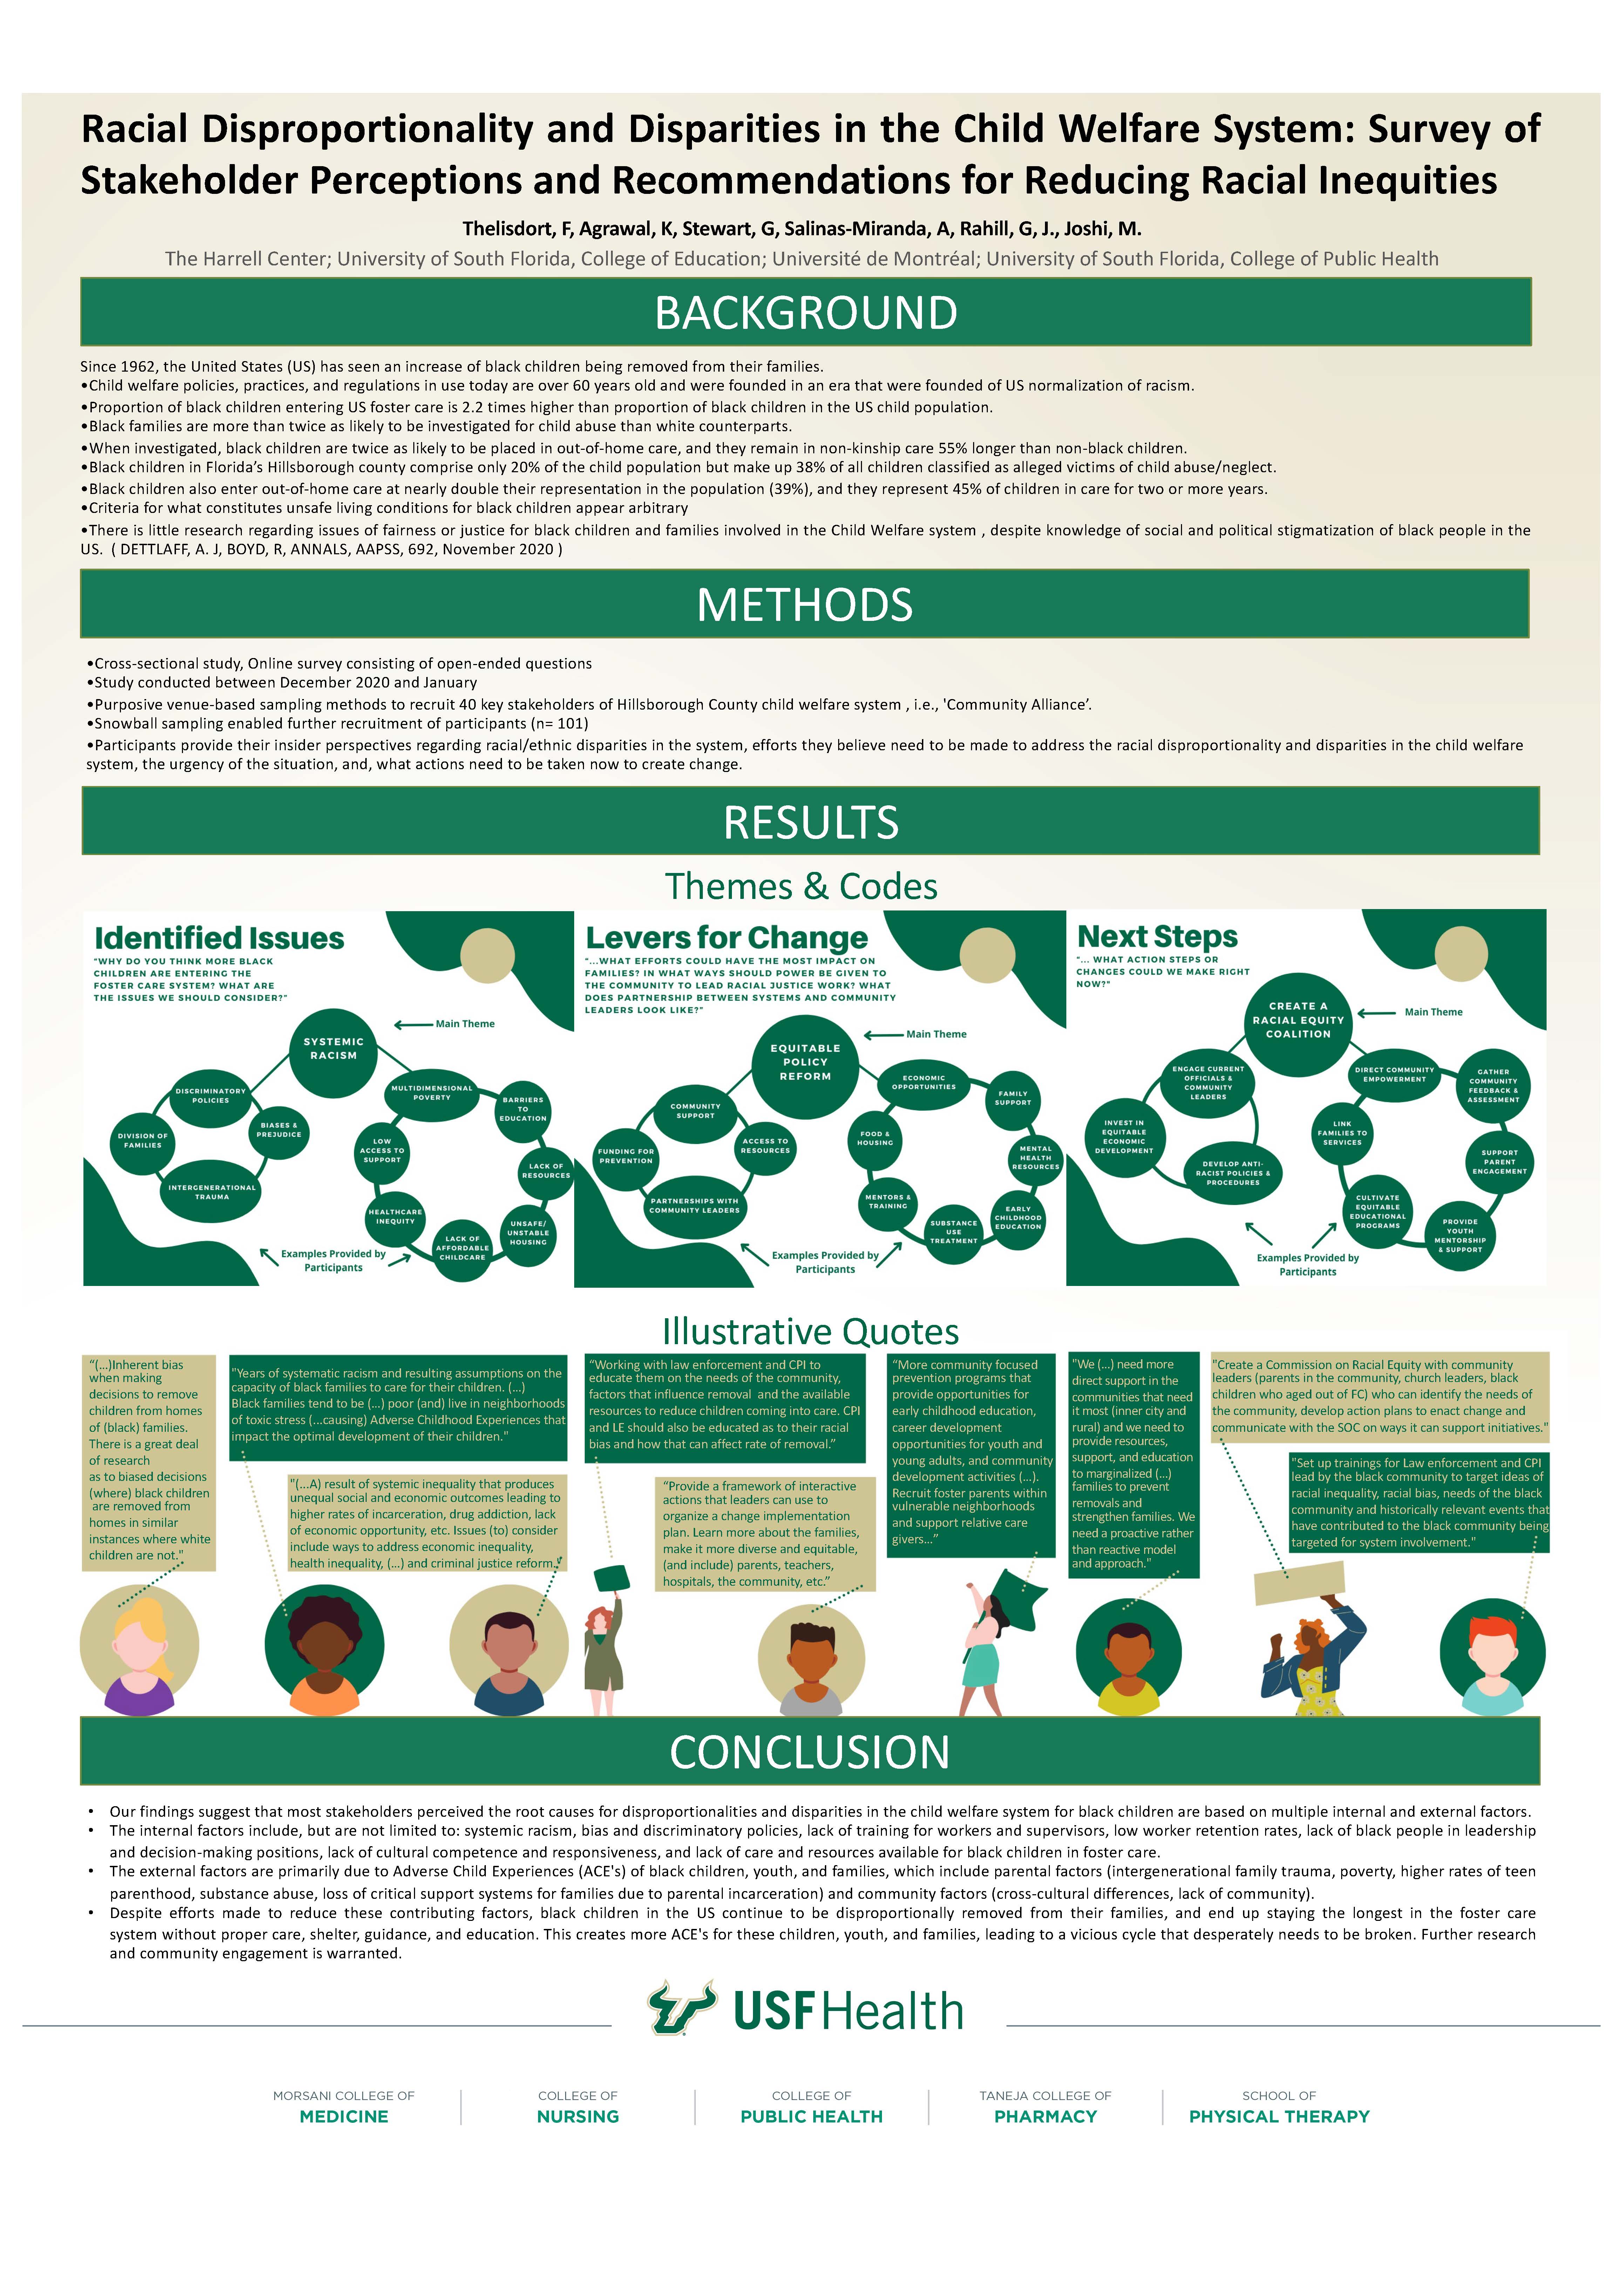 Racial Disproportionality and Disparities in the Child Welfare System: Survey of
Stakeholder Perceptions and Recommendations for Reducing Racial Inequities
Thelisdort, F, Agrawal, K, Stewart, G, Salinas-Miranda, A, Rahill, G, J., Joshi, M.
The Harrell Center; University of South Florida, College of Education; Université de Montréal; University of South Florida, College of Public Health
BACKGROUND
Since 1962, the United States (US) has seen an increase of black children being removed from their families.
•Child welfare policies, practices, and regulations in use today are over 60 years old and were founded in an era that were founded of US normalization of racism.
•Proportion of black children entering US foster care is 2.2 times higher than proportion of black children in the US child population.
•Black families are more than twice as likely to be investigated for child abuse than white counterparts.
•When investigated, black children are twice as likely to be placed in out-of-home care, and they remain in non-kinship care 55% longer than non-black children.
•Black children in Florida's Hillsborough county comprise only 20% of the child population but make up 38% of all children classified as alleged victims of child abuse/neglect.
•Black children also enter out-of-home care at nearly double their representation in the population (39%), and they represent 45% of children in care for two or more years.
•Criteria for what constitutes unsafe living conditions for black children appear arbitrary
•There is little research regarding issues of fairness or justice for black children and families involved in the Child Welfare system , despite knowledge of social and political stigmatization of black people in the
US. ( DETTLAFF, A. J, BOYD, R, ANNALS, AAPSS, 692, November 2020 )
METHODS
•Cross-sectional study, Online survey consisting of open-ended questions
•Study conducted between December 2020 and January
•Purposive venue-based sampling methods to recruit 40 key stakeholders of Hillsborough County child welfare system , i.e., 'Community Alliance'.
•Snowball sampling enabled further recruitment of participants (n= 101)
•Participants provide their insider perspectives regarding racial/ethnic disparities in the system, efforts they believe need to be made to address the racial disproportionality and disparities in the child welfare
system, the urgency of the situation, and, what actions need to be taken now to create change.
RESULTS
Themes & Codes
Identified Issues
"WHY DO YOU THINK MORE BLACK
CHILDREN ARE ENTERING THE
FOSTER CARE SYSTEM? WHAT ARE
THE ISSUES WE SHOULD CONSIDER?"
Main Theme
SYSTEMIC
RACISM
DISCRIMINATORY
POLICIES
BIASES &
PREJUDICE
DIVISION OF
FAMILIES
INTERGENERATIONAL
TRAUMA
MULTIDIMENSIONAL
POVERTY
BARRIERS
TO
EDUCATION
LOW
ACCESS TO
SUPPORT
LACK OF
RESOURCES
HEALTHCARE
INEQUITY
UNSAFE/
UNSTABLE
HOUSING
LACK OF
AFFORDABLE
CHILDCARE
Examples Provided by
Participants
Levers for Change
"...WHAT EFFORTS COULD HAVE THE MOST IMPACT ON
FAMILIES? IN WHAT WAYS SHOULD POWER BE GIVEN TO
THE COMMUNITY TO LEAD RACIAL JUSTICE WORK? WHAT
DOES PARTNERSHIP BETWEEN SYSTEMS AND COMMUNITY
LEADERS LOOK LIKE?"
Main Theme
EQUITABLE
POLICY
REFORM
COMMUNITY
SUPPORT
ACCESS TO
RESOURCES
FUNDING FOR
PREVENTION
PARTNERSHIPS WITH
COMMUNITY LEADERS
ECONOMIC
OPPORTUNITIES
FAMILY
SUPPORT
FOOD &
HOUSING
MENTAL
HEALTH
RESOURCES
MENTORS &
TRAINING
EARLY
CHILDHOOD
EDUCATION
SUBSTANCE
USE
TREATMENT
Examples Provided by
Participants
Next Steps
"... WHAT ACTION STEPS OR
CHANGES COULD WE MAKE RIGHT
NOW?"
Main Theme
CREATE A
RACIAL EQUITY
COALITION
ENGAGE CURRENT
OFFICIALS &
COMMUNITY
LEADERS
INVEST IN
EQUITABLE
ECONOMIC
DEVELOPMENT
DEVELOP ANTI-
RACIST POLICIES &
PROCEDURES
DIRECT COMMUNITY
EMPOWERMENT
GATHER
COMMUNITY
FEEDBACK &
ASSESSMENT
LINK
FAMILIES TO
SERVICES
SUPPORT
PARENT
ENGAGEMENT
CULTIVATE
EQUITABLE
EDUCATIONAL
PROGRAMS
PROVIDE
YOUTH
MENTORSHIP
& SUPPORT
Examples Provided by
Participants
Illustrative Quotes
"(...)Inherent bias
when making
decisions to remove
children from homes
of (black) families.
There is a great deal
of research
as to biased decisions
(where) black children
are removed from
homes in similar
instances where white
children are not."
"Years of systematic racism and resulting assumptions on the
capacity of black families to care for their children. (...)
Black families tend to be (...) poor (and) live in neighborhoods
of toxic stress (...causing) Adverse Childhood Experiences that
impact the optimal development of their children."
"(...A) result of systemic inequality that produces
unequal social and economic outcomes leading to
higher rates of incarceration, drug addiction, lack
of economic opportunity, etc. Issues (to) consider
include ways to address economic inequality,
health inequality, (...) and criminal justice reform."
"Working with law enforcement and CPI to
educate them on the needs of the community,
factors that influence removal and the available
resources to reduce children coming into care. CPI
and LE should also be educated as to their racial
bias and how that can affect rate of removal."
"Provide a framework of interactive
actions that leaders can use to
organize a change implementation
plan. Learn more about the families,
make it more diverse and equitable,
(and include) parents, teachers,
hospitals, the community, etc."
"More community focused
prevention programs that
provide opportunities for
early childhood education,
career development
opportunities for youth and
young adults, and community
development activities (...).
Recruit foster parents within
vulnerable neighborhoods
and support relative care
givers..."
"We (...) need more
direct support in the
communities that need
it most (inner city and
rural) and we need to
provide resources,
support, and education
to marginalized (...)
families to prevent
removals and
strengthen families. We
need a proactive rather
than reactive model
and approach."
"Create a Commission on Racial Equity with community
leaders (parents in the community, church leaders, black
children who aged out of FC) who can identify the needs of
the community, develop action plans to enact change and
communicate with the SOC on ways it can support initiatives."
"Set up trainings for Law enforcement and CPI
lead by the black community to target ideas of
racial inequality, racial bias, needs of the black
community and historically relevant events that
have contributed to the black community being
targeted for system involvement."
CONCLUSION
• Our findings suggest that most stakeholders perceived the root causes for disproportionalities and disparities in the child welfare system for black children are based on multiple internal and external factors.
• The internal factors include, but are not limited to: systemic racism, bias and discriminatory policies, lack of training for workers and supervisors, low worker retention rates, lack of black people in leadership
and decision-making positions, lack of cultural competence and responsiveness, and lack of care and resources available for black children in foster care.
• The external factors are primarily due to Adverse Child Experiences (ACE's) of black children, youth, and families, which include parental factors (intergenerational family trauma, poverty, higher rates of teen
parenthood, substance abuse, loss of critical support systems for families due to parental incarceration) and community factors (cross-cultural differences, lack of community).
• Despite efforts made to reduce these contributing factors, black children in the US continue to be disproportionally removed from their families, and end up staying the longest in the foster care
system without proper care, shelter, guidance, and education. This creates more ACE's for these children, youth, and families, leading to a vicious cycle that desperately needs to be broken. Further research
and community engagement is warranted.
USF Health
MORSANI COLLEGE OF
MEDICINE
COLLEGE OF
NURSING
COLLEGE OF
PUBLIC HEALTH
TANEJA COLLEGE OF
PHARMACY
SCHOOL OF
PHYSICAL THERAPY